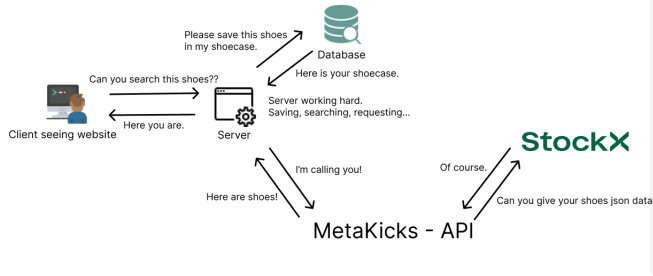 Please save this shoes
in my shoecase.
Database
Here is your shoecase.
Can you search this shoes??
Server working hard.
Saving, searching, requesting...
Here you are.
Client seeing website
Server
StockX
I'm calling you!
Of course.
Here are shoes!
Can you give your shoes json data
MetaKicks - API